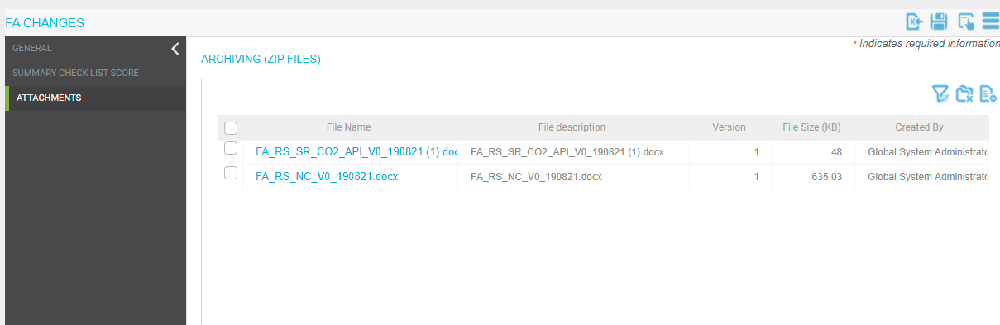 FA CHANGES
* Indicates required information
GENERAL
SUMMARY CHECK LIST SCORE
ATTACHMENTS
ARCHIVING (ZIP FILES)
File Name File description Version File Size (KB) Created By
FA_RS_SR_CO2_API_V0_190821 (1).doc FA_RS_SR_CO2_API_V0_190821 (1).docx 1 48 Global System Administrato
FA_RS_NC_V0_190821.docx FA_RS_NC_V0_190821.docx 1 635.03 Global System Administrato